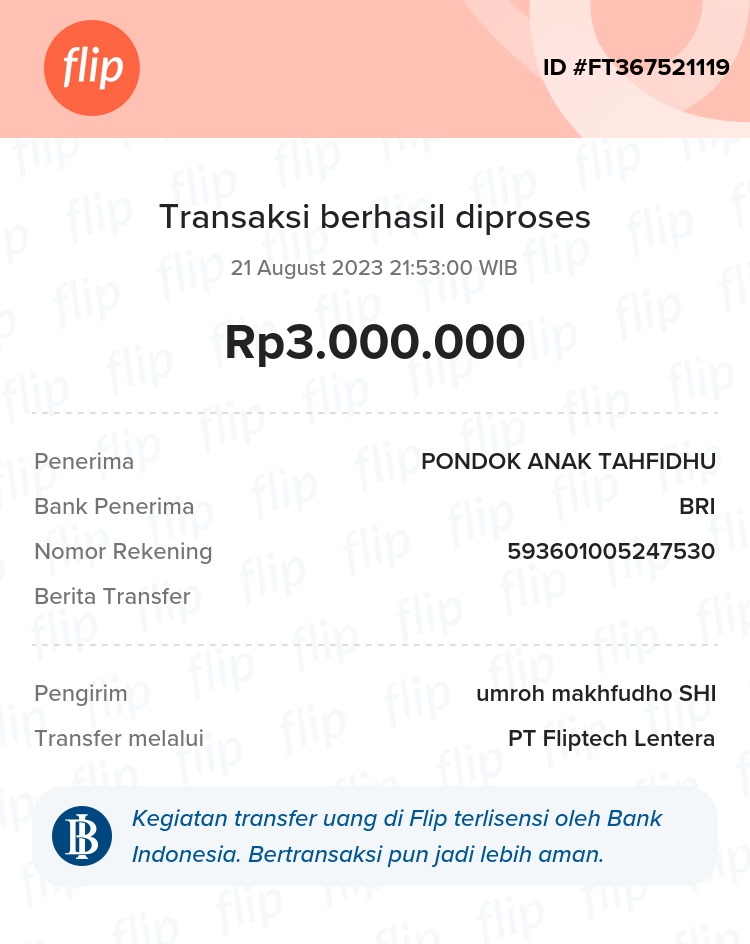 flip
ID #FT367521119
Transaksi berhasil diproses
21 August 2023 21:53:00 WIB
Rp3.000.000
Penerima PONDOK ANAK TAHFIDHU
Bank Penerima BRI
Nomor Rekening 593601005247530
Berita Transfer
Pengirim umroh makhfudho SHI
Transfer melalui PT Fliptech Lentera
Kegiatan transfer uang di Flip terlisensi oleh Bank
Indonesia. Bertransaksi pun jadi lebih aman.